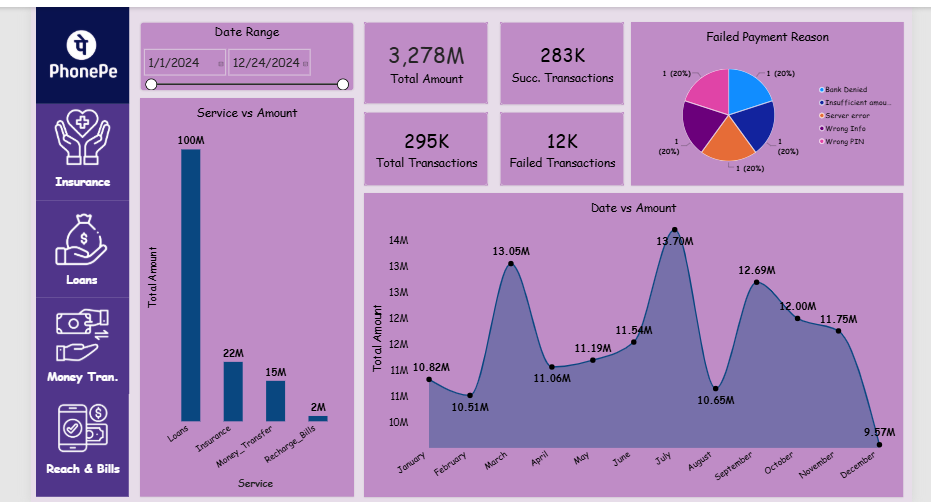 पे
PhonePe
Insurance
Loans
Money Tran.
Reach & Bills
Date Range
1/1/2024
12/24/2024
Service vs Amount
100M
22M
15M
2M
Total Amount
Loans
Insurance
Money_Transfer
Recharge_Bills
Service
3,278M
Total Amount
283K
Succ. Transactions
295K
Total Transactions
12K
Failed Transactions
Failed Payment Reason
1 (20%)
1 (20%)
1
(20%)
1
(20%)
1 (20%)
Bank Denied
Insufficient amou...
Server error
Wrong Info
Wrong PIN
Date vs Amount
Total Amount
14M
13M
13M
12M
12M
11M
11M
10M
10.82M
10.51M
13.05M
11.06M
11.19M
11.54M
13.70M
10.65M
12.69M
12.00M
11.75M
9.57M
January
February
March
April
May
June
July
August
September
October
November
December